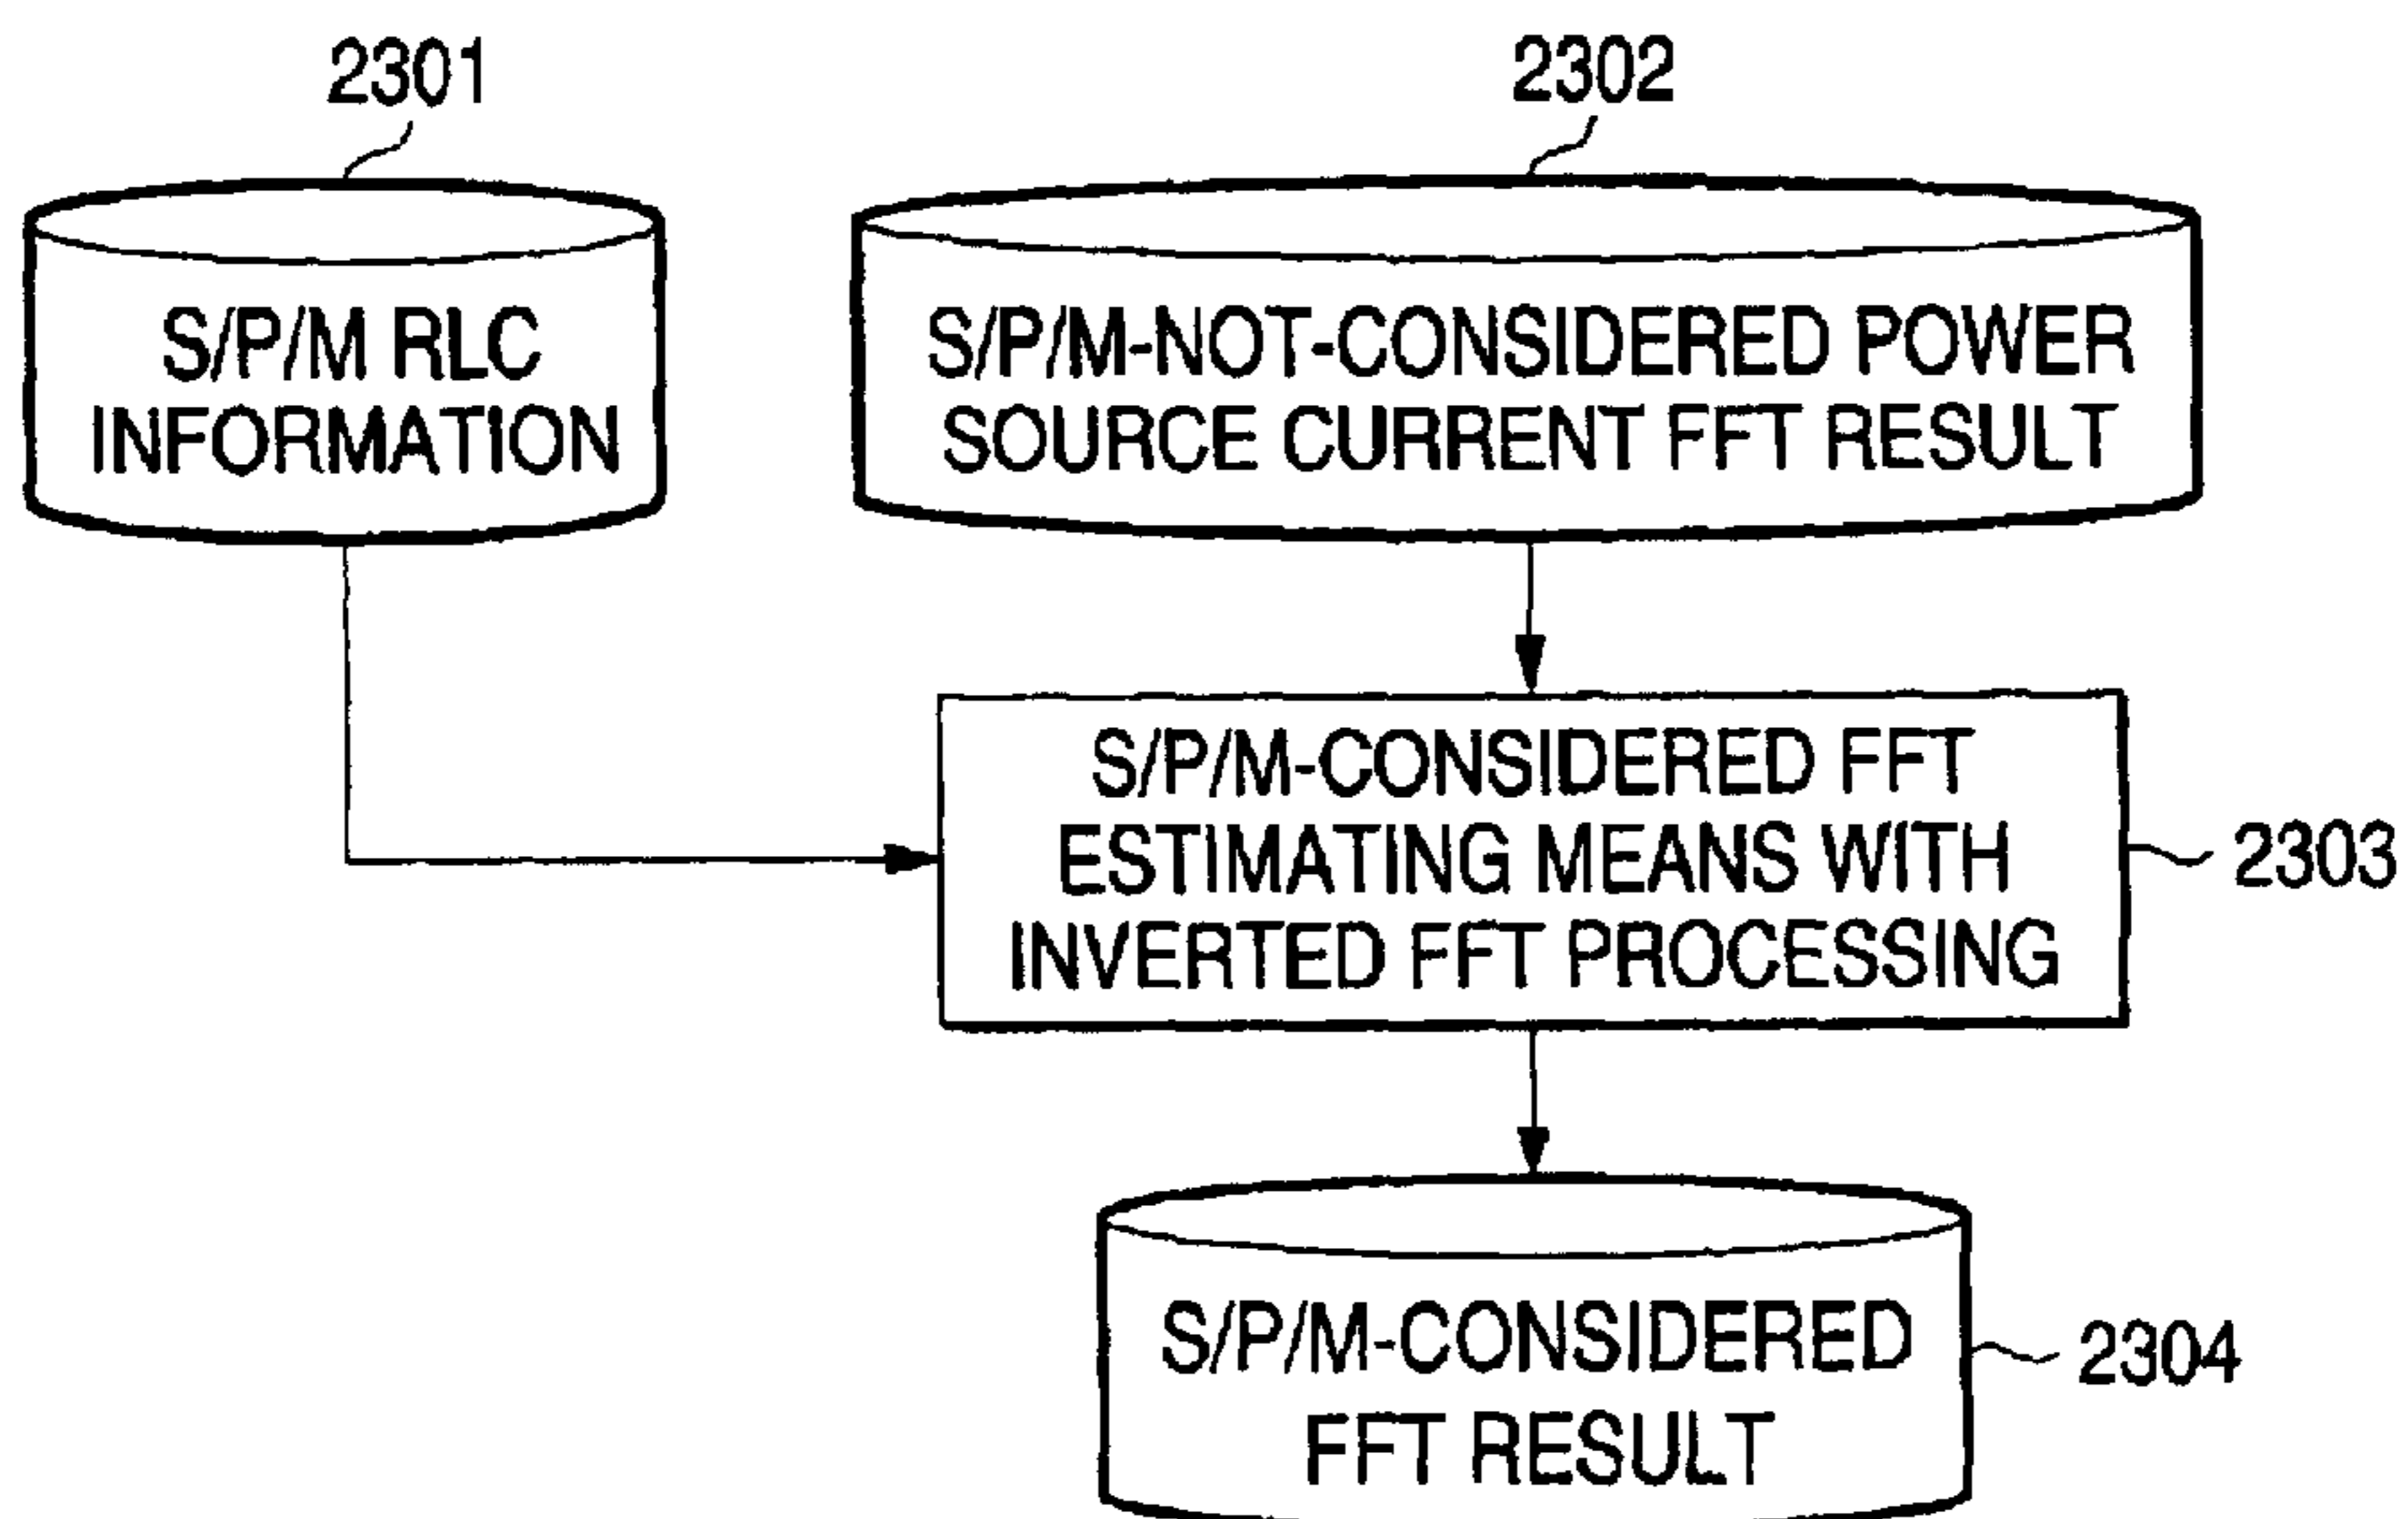 2301
2302
S/P/M RLC
INFORMATION
S/P/M-NOT-CONSIDERED POWER
SOURCE CURRENT FFT RESULT
S/P/M-CONSIDERED FFT
ESTIMATING MEANS WITH
INVERTED FFT PROCESSING
2303
S/P/M-CONSIDERED
FFT RESULT
2304